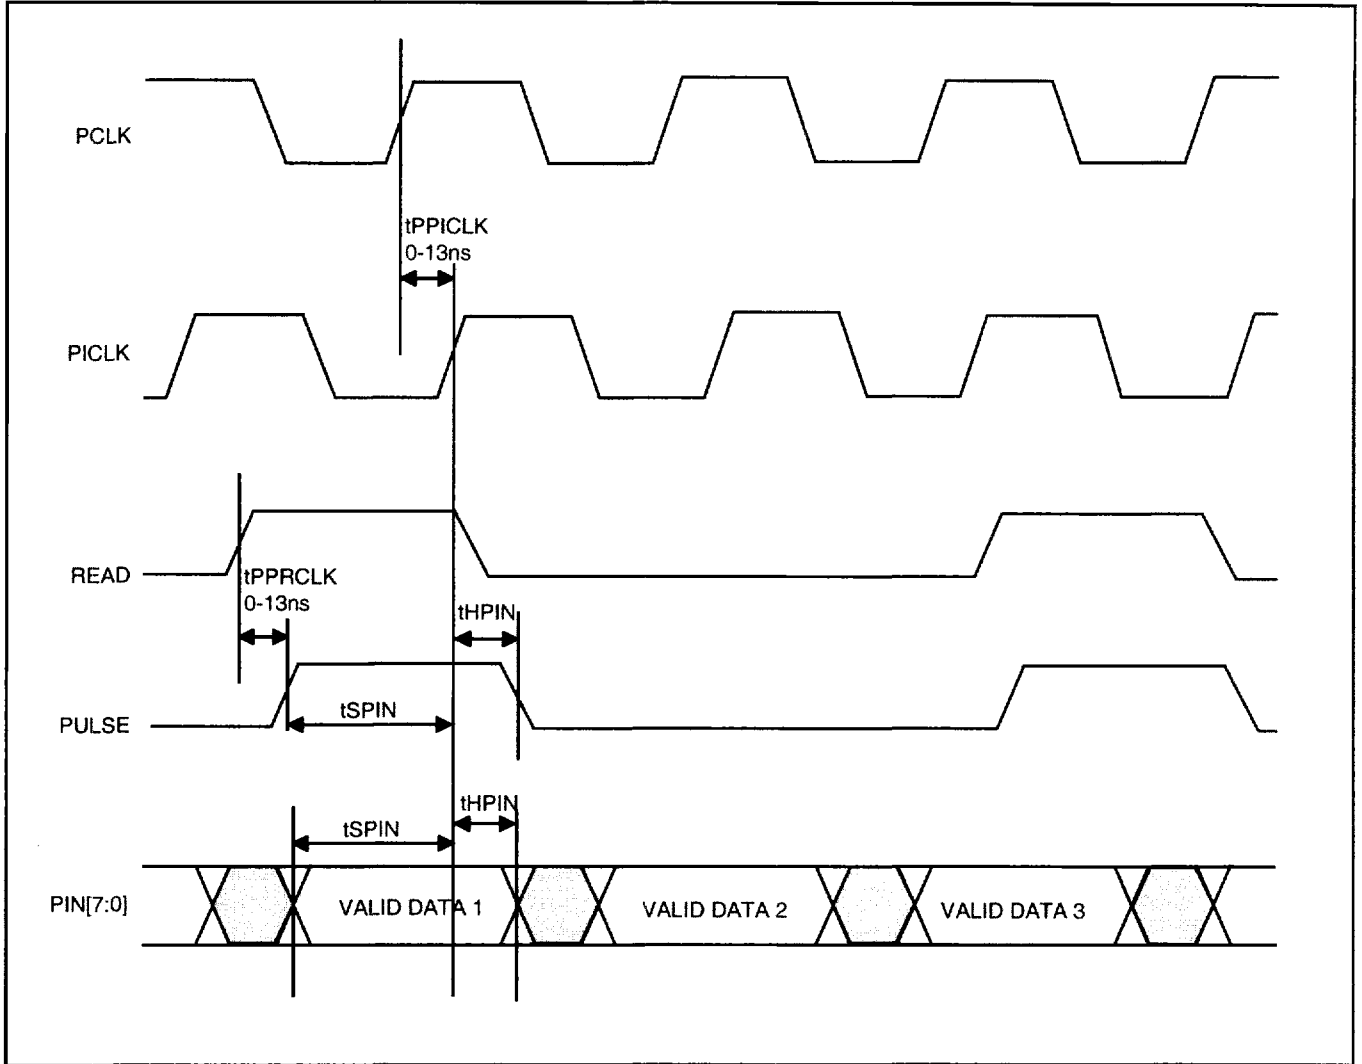 PCLK
tPPICLK
0-13ns
PICLK
READ
tPPRCLK
0-13ns
tHPIN
PULSE
tSPIN
tHPIN
tSPIN
PIN[7:0]
VALID DATA 1
VALID DATA 2
VALID DATA 3